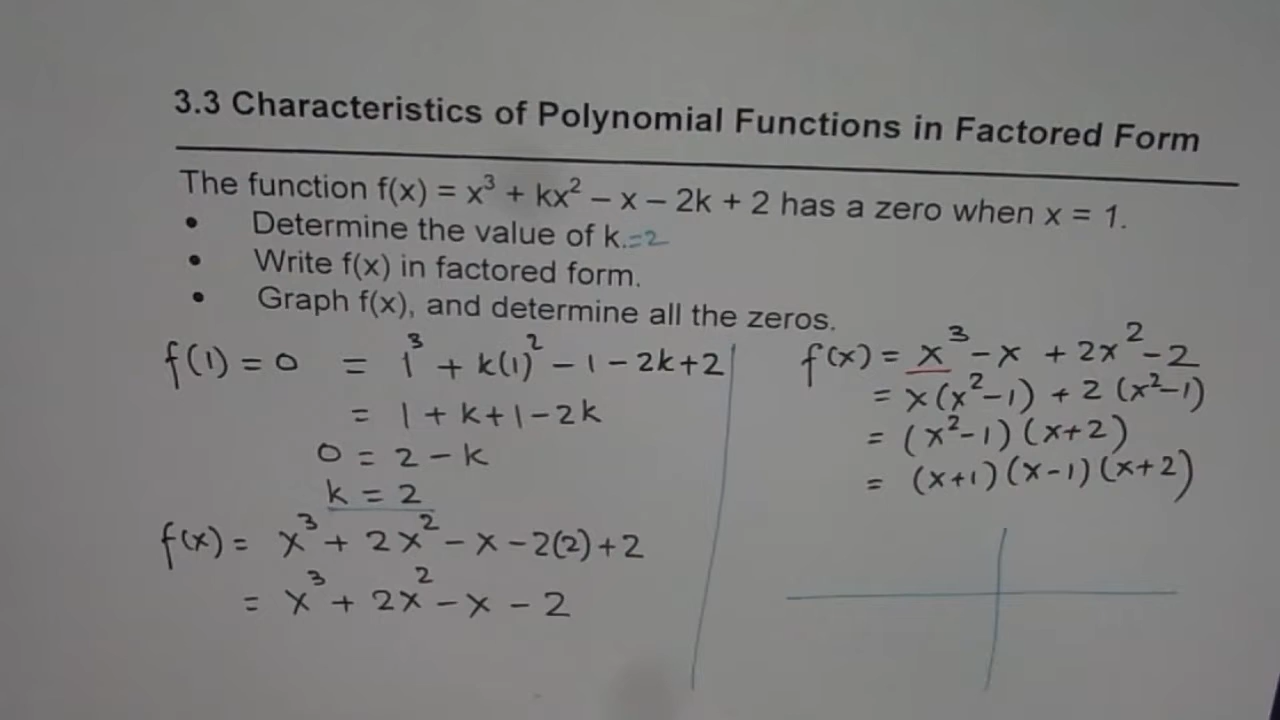 3.3 Characteristics of Polynomial Functions in Factored Form
The function f(x) = x³ + kx² – x – 2k + 2 has a zero when x = 1.
• Determine the value of k.=2
• Write f(x) in factored form.
• Graph f(x), and determine all the zeros.
f(1) = 0 = 1³ + k(1)² - 1 - 2k + 2
= 1 + k + 1 - 2k
0 = 2 - k
k = 2
f(x) = x³ + 2x² - x - 2(2) + 2
= x³ + 2x² - x - 2
f(x) = x³ - x + 2x² - 2
= x(x²-1) + 2(x²-1)
= (x²-1)(x+2)
= (x+1)(x-1)(x+2)